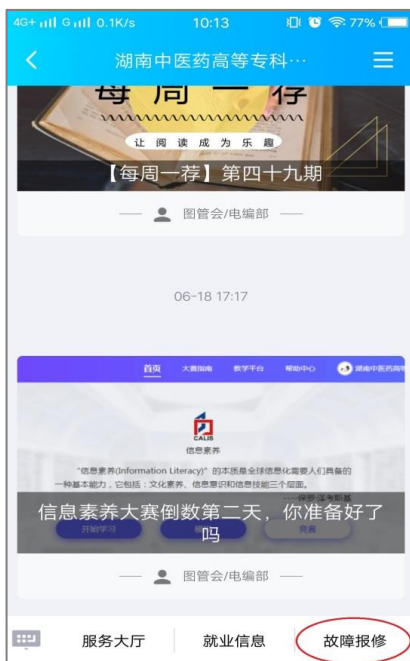 4G+ G 0.1K/s 10:13 77%
湖南中医药高等专科…
每周一荐
让阅读成为乐趣
【每周一荐】第四十九期
图管会/电编部
06-18 17:17
首页 大赛指南 教学平台 帮助中心 湖南中医药高等
CALIS
信息素养
“信息素养(Information Literacy)”的本质是全球信息化需要人们具备的
一种基本能力，它包括：文化素养、信息意识和信息技能三个层面。
----保罗·泽考斯基
信息素养大赛倒数第二天，你准备好了
吗
开始学习 竞赛
图管会/电编部
服务大厅 就业信息 故障报修